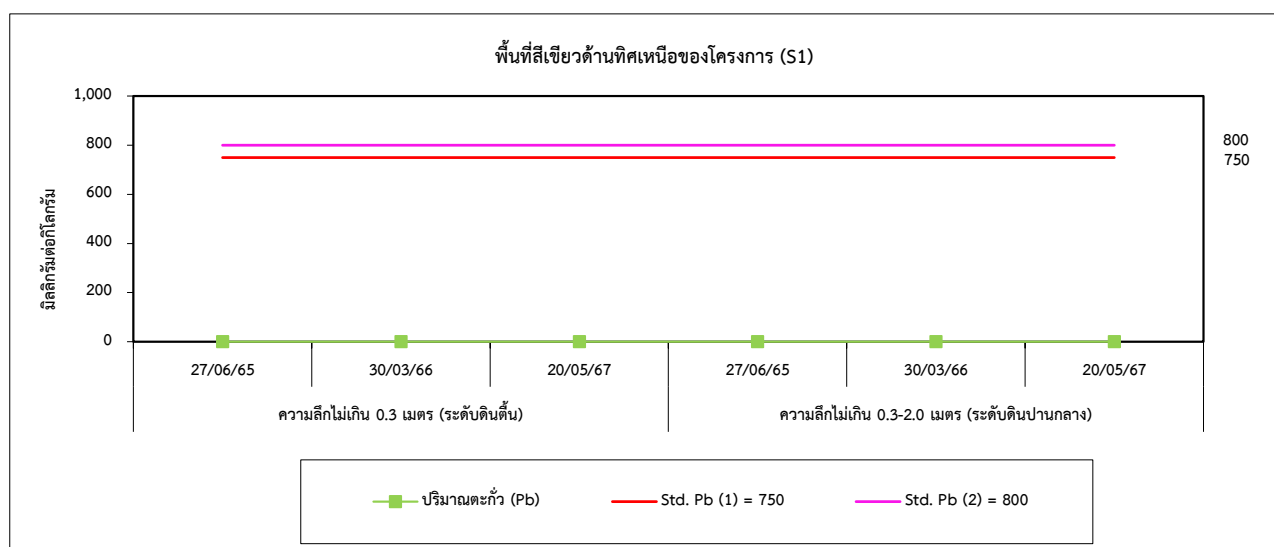 พื้นที่สีเขียวด้านทิศเหนือของโครงการ (S1)
มิลลิกรัมต่อกิโลกรัม
1,000
800
600
400
200
0
800
750
27/06/65 30/03/66 20/05/67 27/06/65 30/03/66 20/05/67
ความลึกไม่เกิน 0.3 เมตร (ระดับดินตื้น) ความลึกไม่เกิน 0.3-2.0 เมตร (ระดับดินปานกลาง)
ปริมาณตะกั่ว (Pb) Std. Pb (1) = 750 Std. Pb (2) = 800